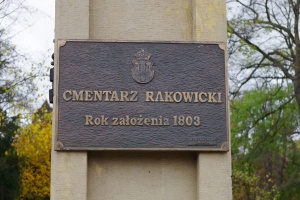 CMENTARZ RAKOWICKI
Rok założenia 1803